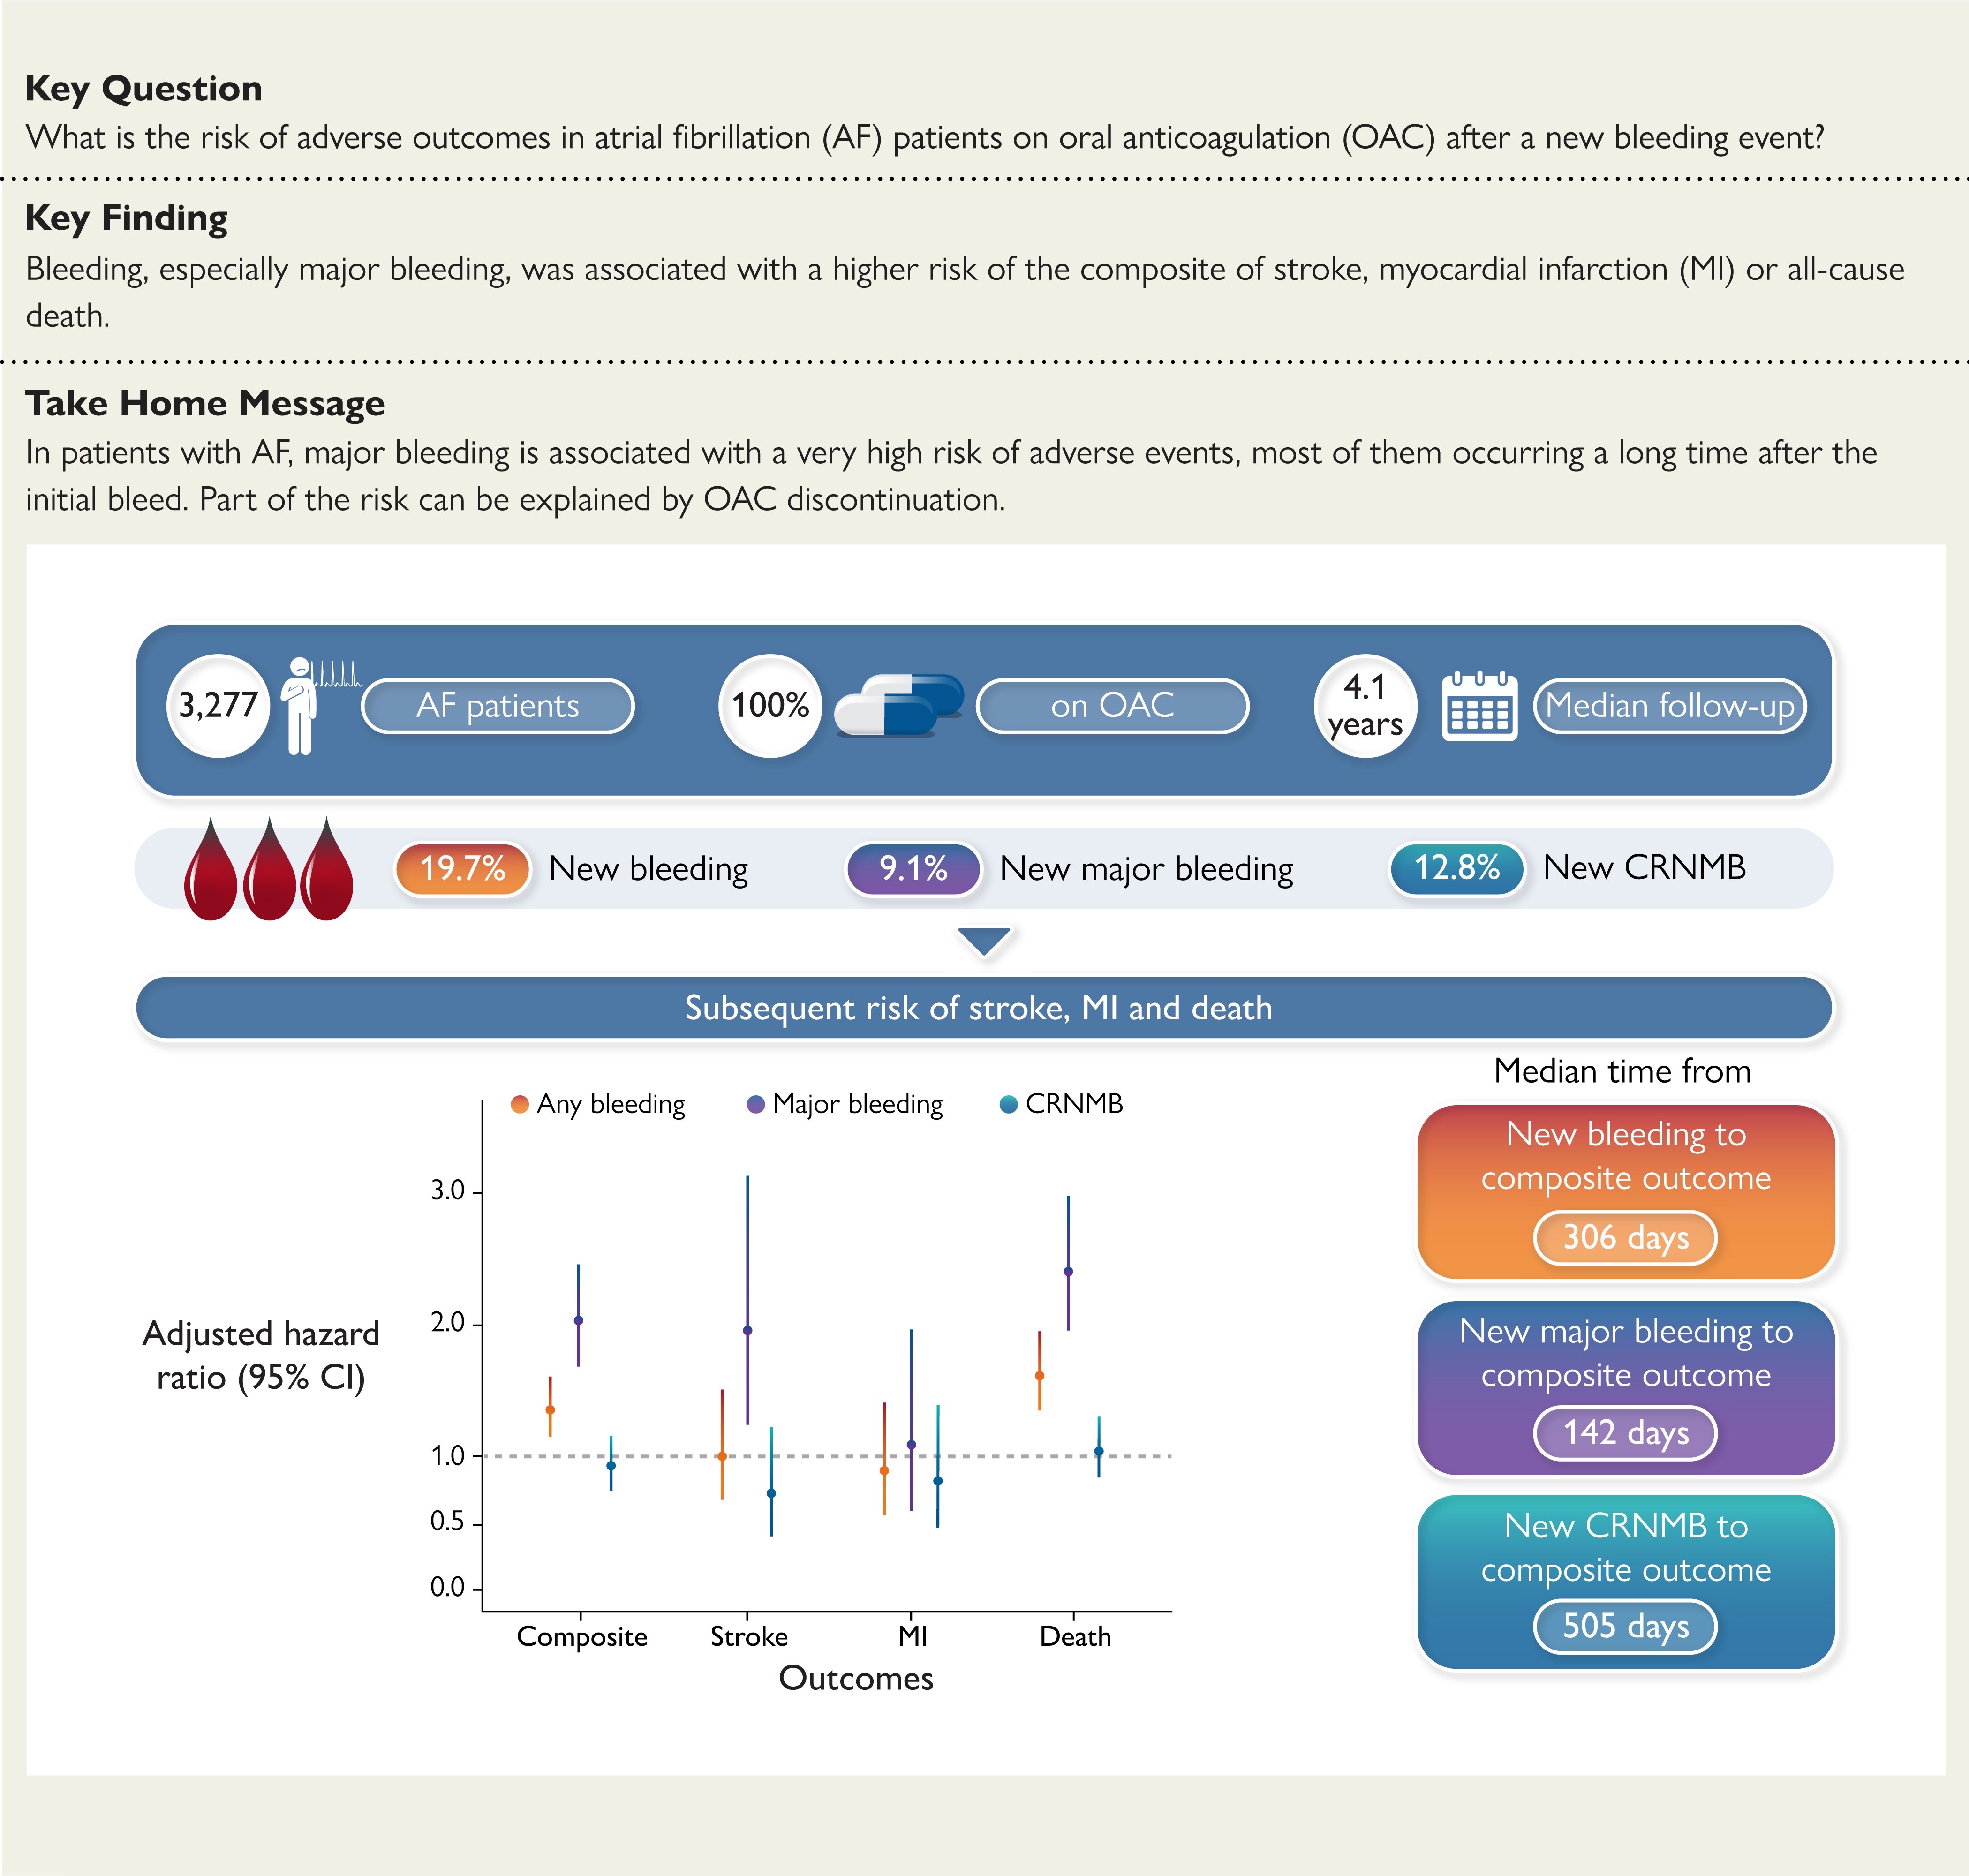 Key Question
What is the risk of adverse outcomes in atrial fibrillation (AF) patients on oral anticoagulation (OAC) after a new bleeding event?
Key Finding
Bleeding, especially major bleeding, was associated with a higher risk of the composite of stroke, myocardial infarction (MI) or all-cause
death.
Take Home Message
In patients with AF, major bleeding is associated with a very high risk of adverse events, most of them occurring a long time after the
initial bleed. Part of the risk can be explained by OAC discontinuation.
3,277
AF patients
100%
on OAC
4.1
years
Median follow-up
19.7%
New bleeding
9.1%
New major bleeding
12.8%
New CRNMB
Subsequent risk of stroke, MI and death
Any bleeding
Major bleeding
CRNMB
3.0
2.0
1.0
0.5
0.0
Adjusted hazard
ratio (95% CI)
Composite
Stroke
MI
Death
Outcomes
Median time from
New bleeding to
composite outcome
306 days
New major bleeding to
composite outcome
142 days
New CRNMB to
composite outcome
505 days